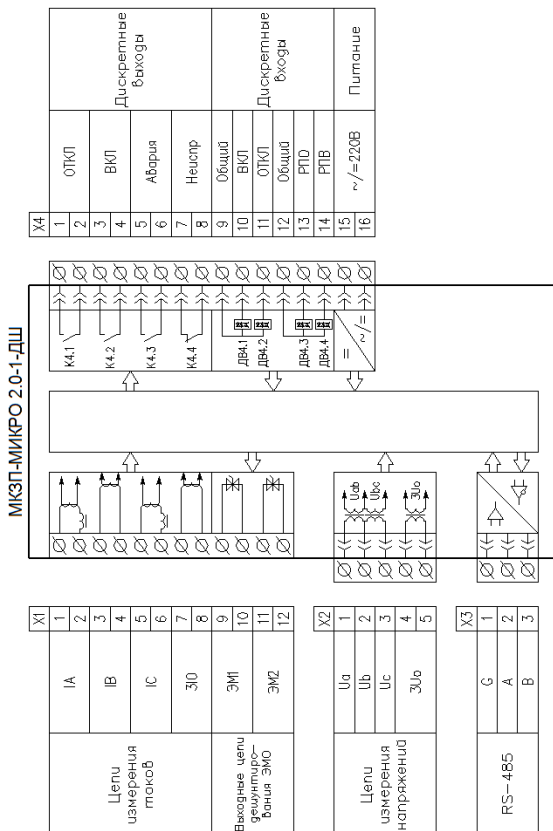 МКЗП-МИКРО 2.0-1-ДШ
X1
Цепи
измерения
токов
IA
1
2
IB
3
4
IC
5
6
3I0
7
8
Выходные цепи
дешунтиро-
вания ЭМО
ЭМ1
9
10
ЭМ2
11
12
X2
Цепи
измерения
напряжений
Ua
1
Ub
2
Uc
3
3Uo
4
5
X3
RS-485
G
1
A
2
B
3
Uab
Ubc
3Uo
К4.1
К4.2
К4.3
К4.4
ДВ4.1
ДВ4.2
ДВ4.3
ДВ4.4
=
~/=
X4
1
2
ОТКЛ
3
4
ВКЛ
5
6
Авария
7
8
Неиспр
Дискретные
выходы
9
Общий
10
ВКЛ
11
ОТКЛ
12
Общий
13
РПО
14
РПВ
Дискретные
входы
15
16
~/=220В
Питание